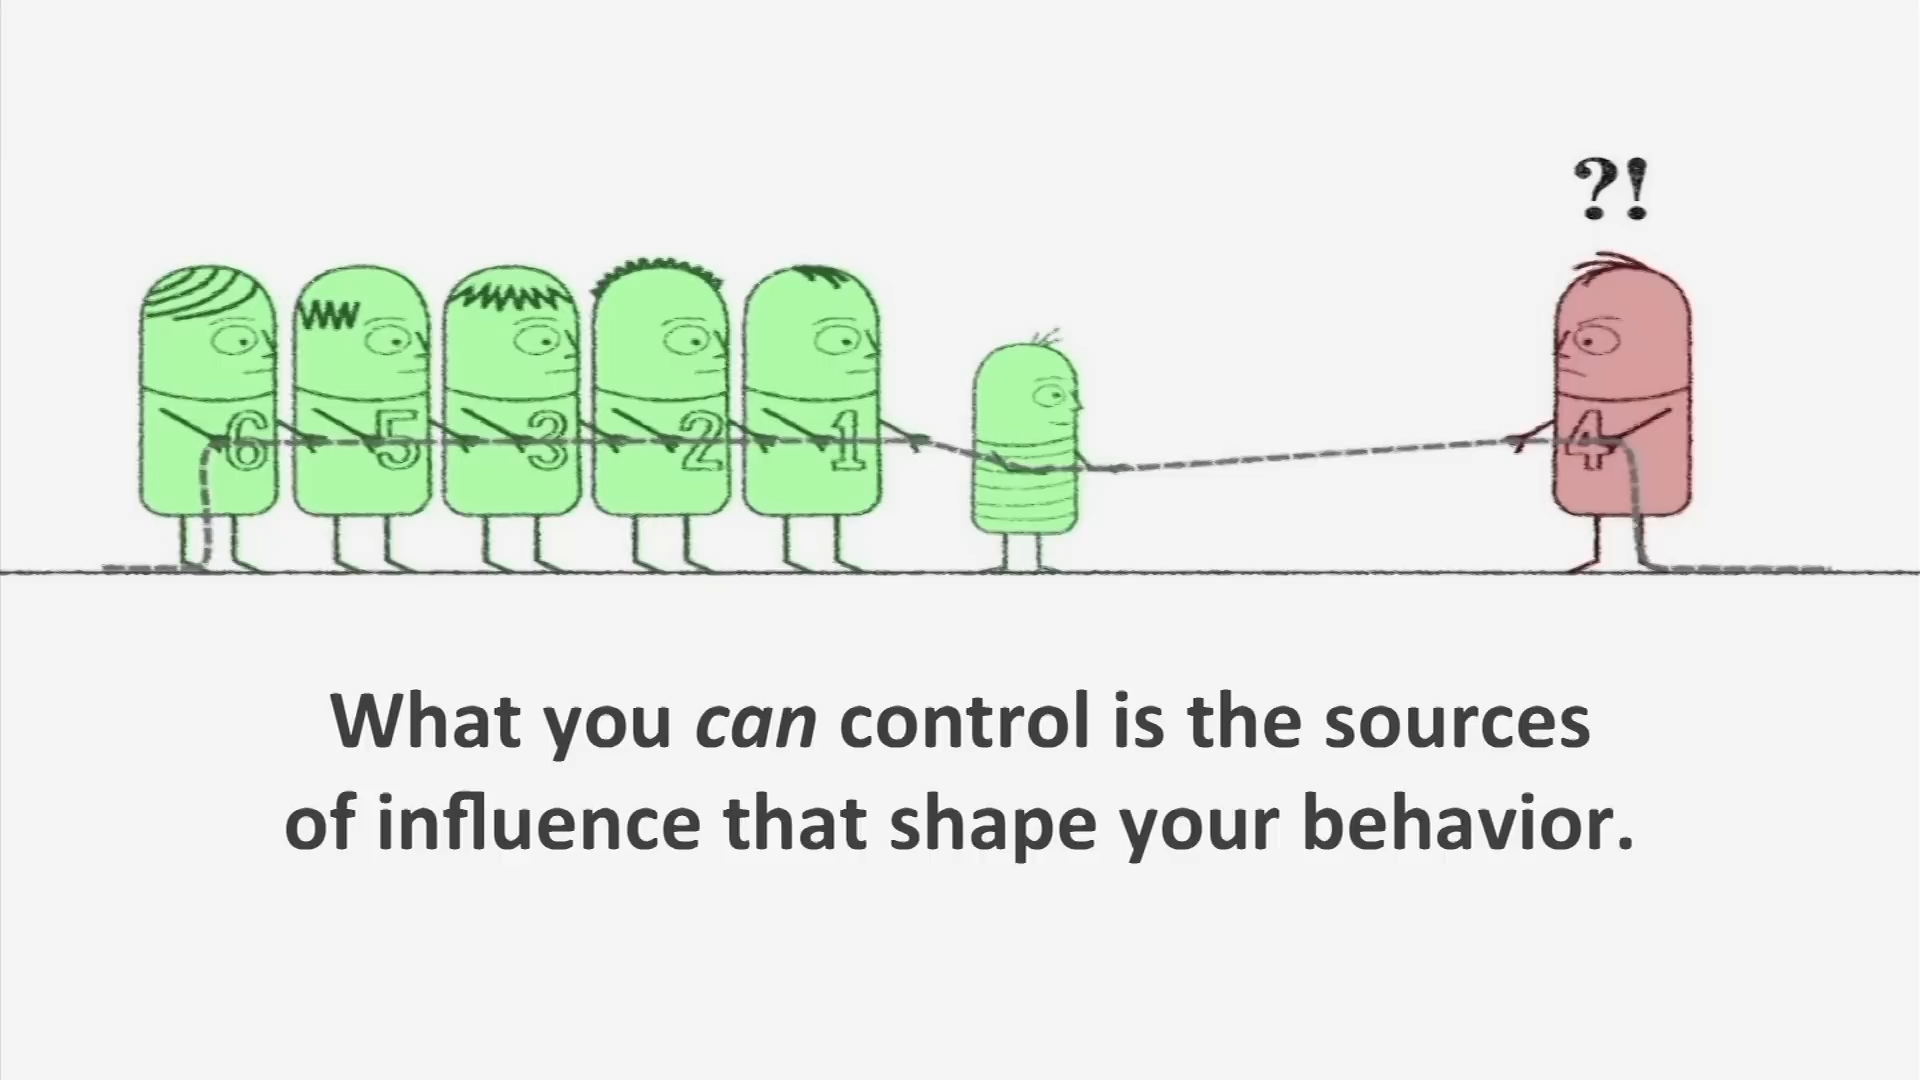 ?!
6 5 3 2 1 4
What you can control is the sources
of influence that shape your behavior.